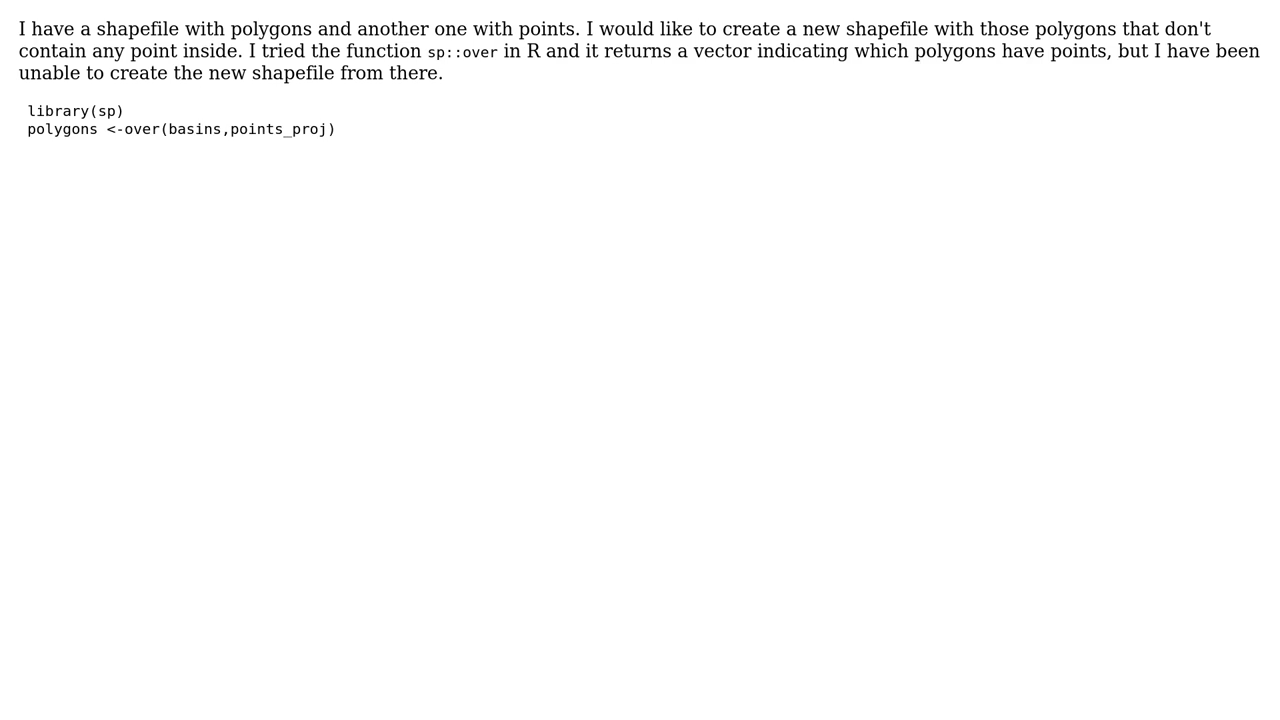 I have a shapefile with polygons and another one with points. I would like to create a new shapefile with those polygons that don't
contain any point inside. I tried the function sp::over in R and it returns a vector indicating which polygons have points, but I have been
unable to create the new shapefile from there.
library(sp)
polygons <-over(basins,points_proj)